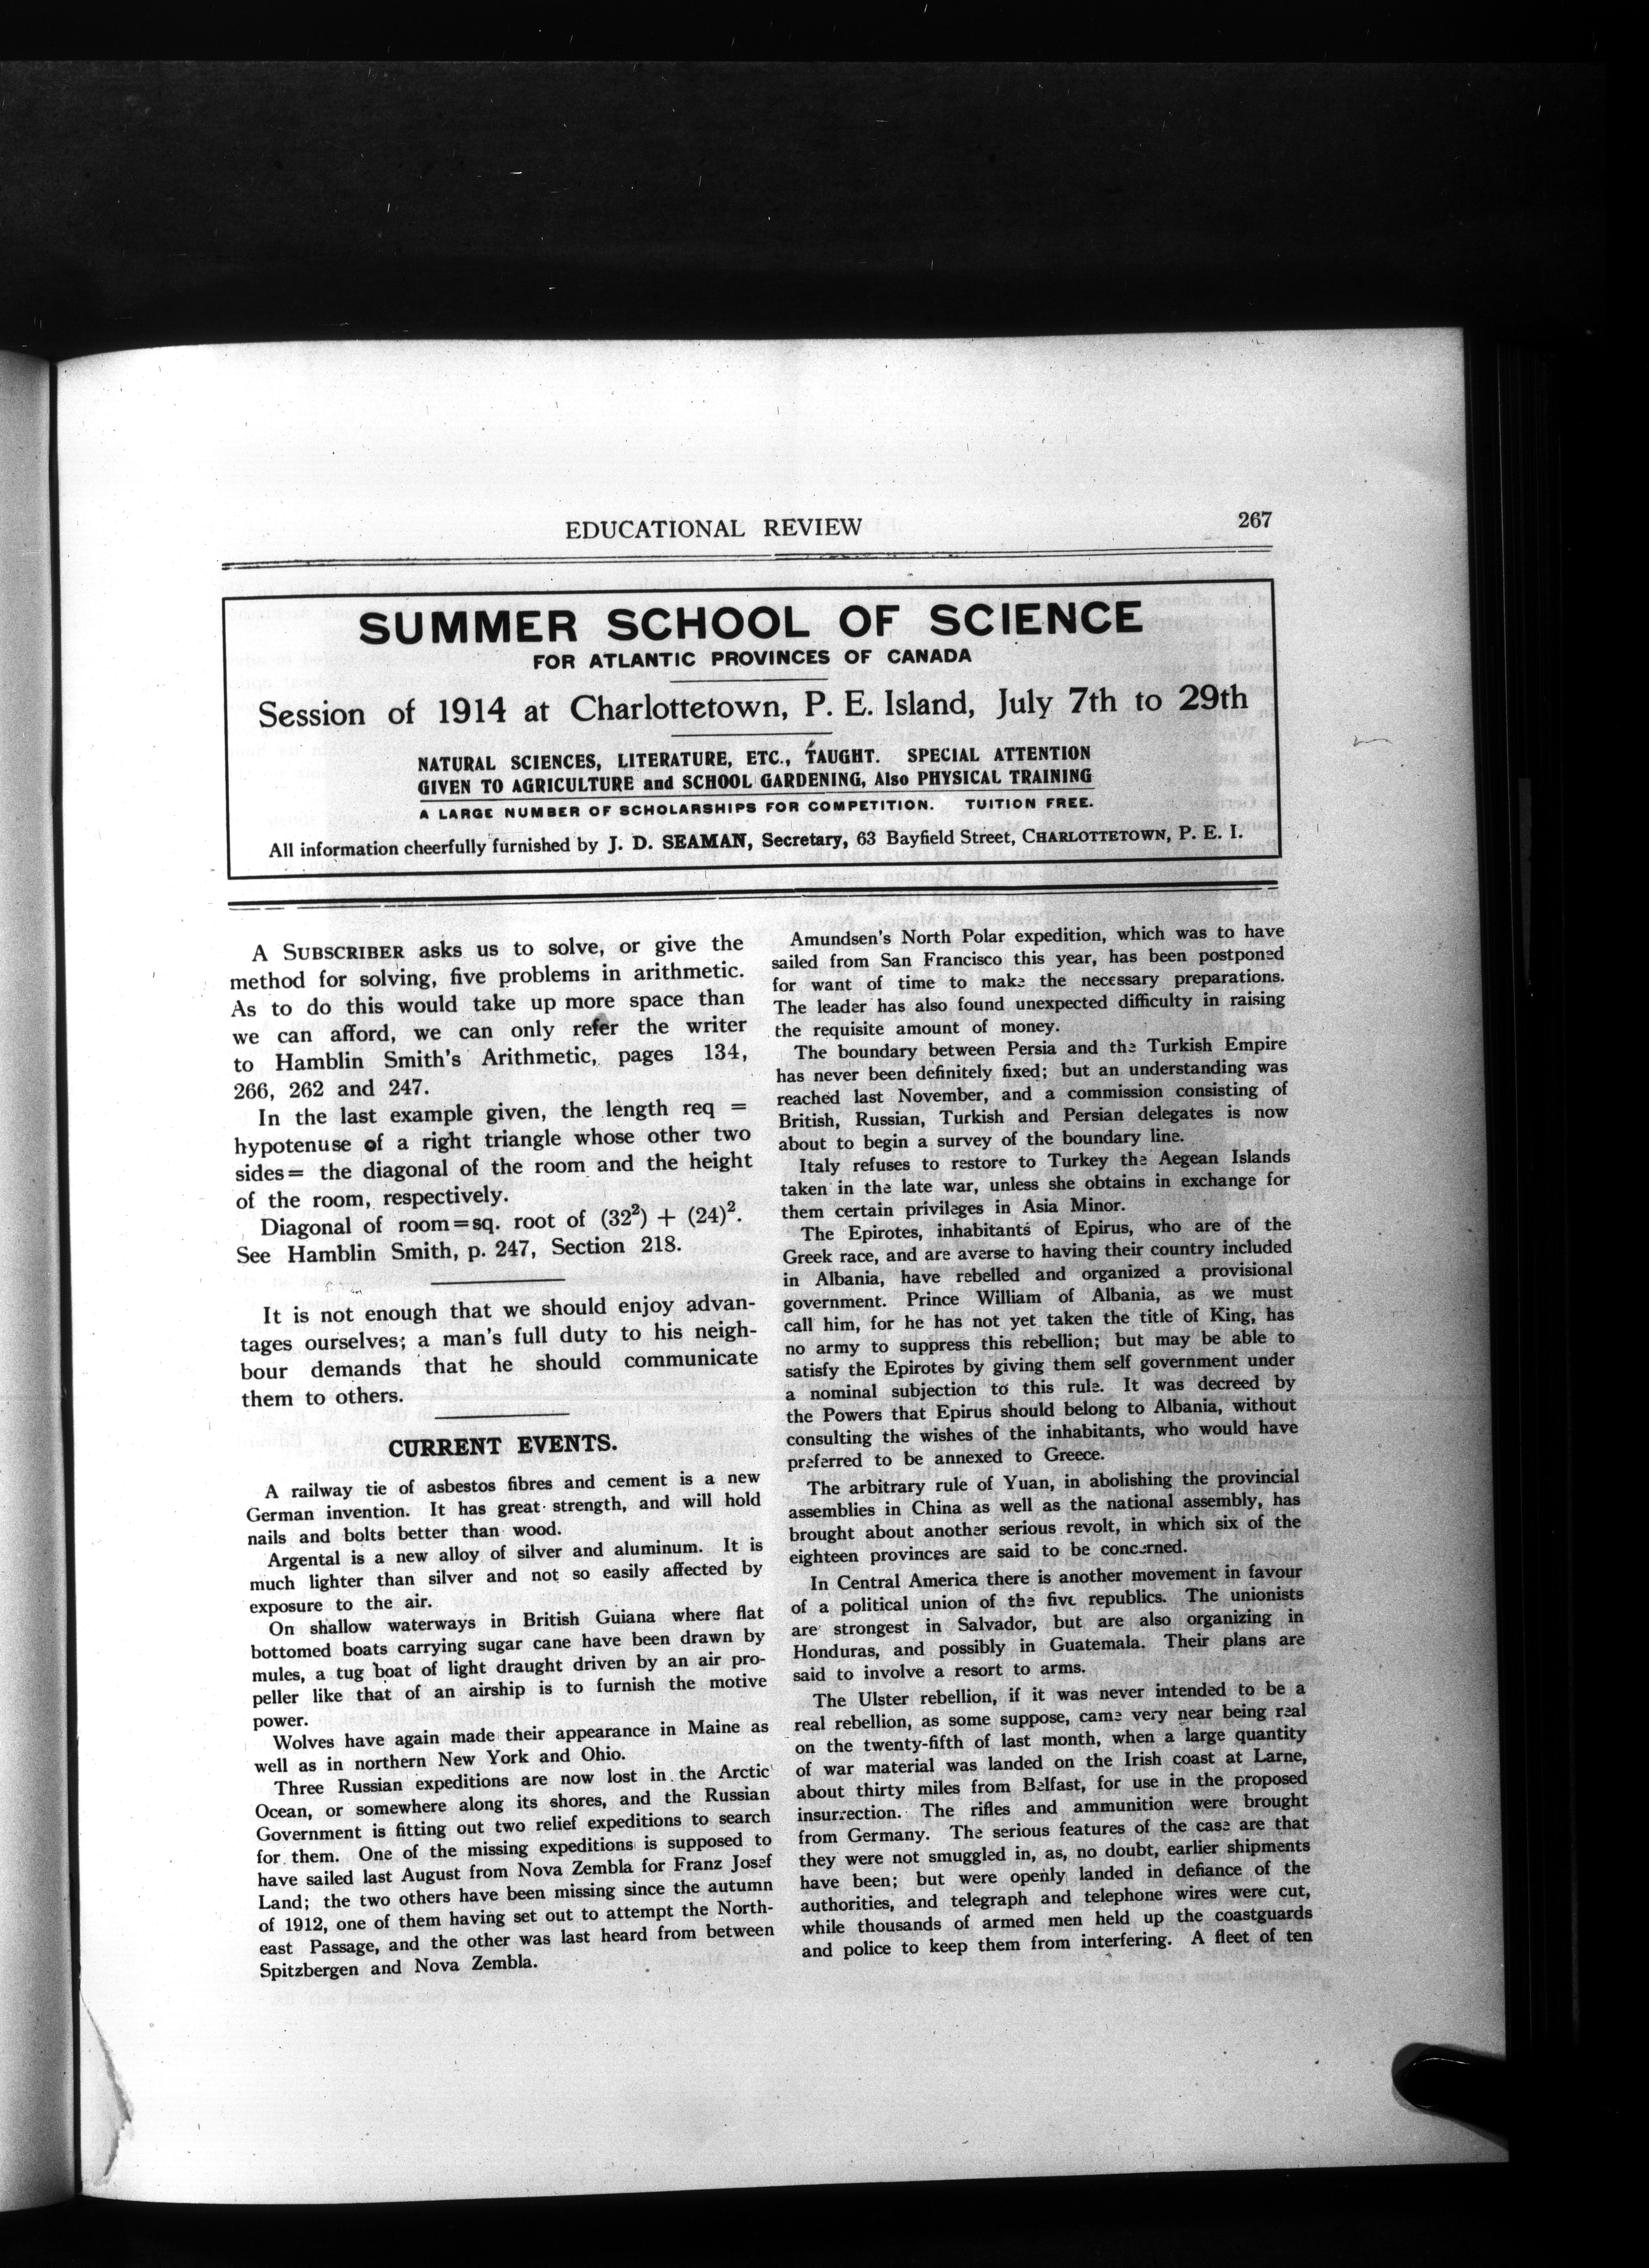 EDUCATIONAL REVIEW
267
SUMMER SCHOOL OF SCIENCE
FOR ATLANTIC PROVINCES OF CANADA
Session of 1914 at Charlottetown, P. E. Island, July 7th to 29th
NATURAL SCIENCES, LITERATURE, ETC., TAUGHT. SPECIAL ATTENTION
GIVEN TO AGRICULTURE and SCHOOL GARDENING, Also PHYSICAL TRAINING
A LARGE NUMBER OF SCHOLARSHIPS FOR COMPETITION. TUITION FREE.
All information cheerfully furnished by J. D. SEAMAN, Secretary, 63 Bayfield Street, CHARLOTTETOWN, P. E. I.
A SUBSCRIBER asks us to solve, or give the
method for solving, five problems in arithmetic.
As to do this would take up more space than
we can afford, we can only refer the writer
to Hamblin Smith's Arithmetic, pages 134,
266, 262 and 247.
In the last example given, the length req =
hypotenuse of a right triangle whose other two
sides= the diagonal of the room and the height
of the room, respectively.
Diagonal of room=sq. root of (32²) + (24)².
See Hamblin Smith, p. 247, Section 218.
It is not enough that we should enjoy advan-
tages ourselves; a man's full duty to his neigh-
bour demands that he should communicate
them to others.
CURRENT EVENTS.
A railway tie of asbestos fibres and cement is a new
German invention. It has great strength, and will hold
nails and bolts better than wood.
Argental is a new alloy of silver and aluminum. It is
much lighter than silver and not so easily affected by
exposure to the air.
On shallow waterways in British Guiana where flat
bottomed boats carrying sugar cane have been drawn by
mules, a tug boat of light draught driven by an air pro-
peller like that of an airship is to furnish the motive
power.
Wolves have again made their appearance in Maine as
well as in northern New York and Ohio.
Three Russian expeditions are now lost in the Arctic
Ocean, or somewhere along its shores, and the Russian
Government is fitting out two relief expeditions to search
for them. One of the missing expeditions is supposed to
have sailed last August from Nova Zembla for Franz Josef
Land; the two others have been missing since the autumn
of 1912, one of them having set out to attempt the North-
east Passage, and the other was last heard from between
Spitzbergen and Nova Zembla.
Amundsen's North Polar expedition, which was to have
sailed from San Francisco this year, has been postponed
for want of time to make the necessary preparations.
The leader has also found unexpected difficulty in raising
the requisite amount of money.
The boundary between Persia and the Turkish Empire
has never been definitely fixed; but an understanding was
reached last November, and a commission consisting of
British, Russian, Turkish and Persian delegates is now
about to begin a survey of the boundary line.
Italy refuses to restore to Turkey the Aegean Islands
taken in the late war, unless she obtains in exchange for
them certain privileges in Asia Minor.
The Epirotes, inhabitants of Epirus, who are of the
Greek race, and are averse to having their country included
in Albania, have rebelled and organized a provisional
government. Prince William of Albania, as we must
call him, for he has not yet taken the title of King, has
no army to suppress this rebellion; but may be able to
satisfy the Epirotes by giving them self government under
a nominal subjection to this rule. It was decreed by
the Powers that Epirus should belong to Albania, without
consulting the wishes of the inhabitants, who would have
preferred to be annexed to Greece.
The arbitrary rule of Yuan, in abolishing the provincial
assemblies in China as well as the national assembly, has
brought about another serious revolt, in which six of the
eighteen provinces are said to be concerned.
In Central America there is another movement in favour
of a political union of the five republics. The unionists
are strongest in Salvador, but are also organizing in
Honduras, and possibly in Guatemala. Their plans are
said to involve a resort to arms.
The Ulster rebellion, if it was never intended to be a
real rebellion, as some suppose, came very near being real
on the twenty-fifth of last month, when a large quantity
of war material was landed on the Irish coast at Larne,
about thirty miles from Belfast, for use in the proposed
insurrection. The rifles and ammunition were brought
from Germany. The serious features of the case are that
they were not smuggled in, as, no doubt, earlier shipments
have been; but were openly landed in defiance of the
authorities, and telegraph and telephone wires were cut,
while thousands of armed men held up the coastguards
and police to keep them from interfering. A fleet of ten